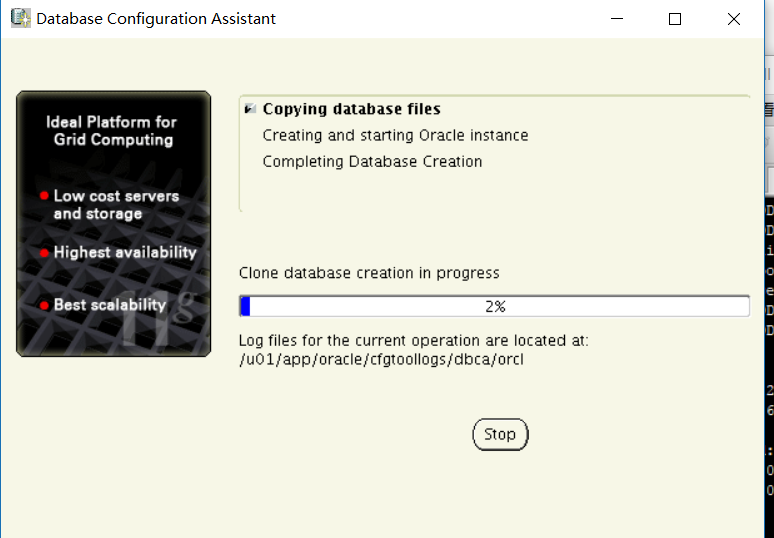 Database Configuration Assistant
Ideal Platform for
Grid Computing
Low cost servers
and storage
Highest availability
Best scalability
11g
Copying database files
Creating and starting Oracle instance
Completing Database Creation
Clone database creation in progress
2%
Log files for the current operation are located at:
/u01/app/oracle/cfgtoollogs/dbca/orcl
Stop